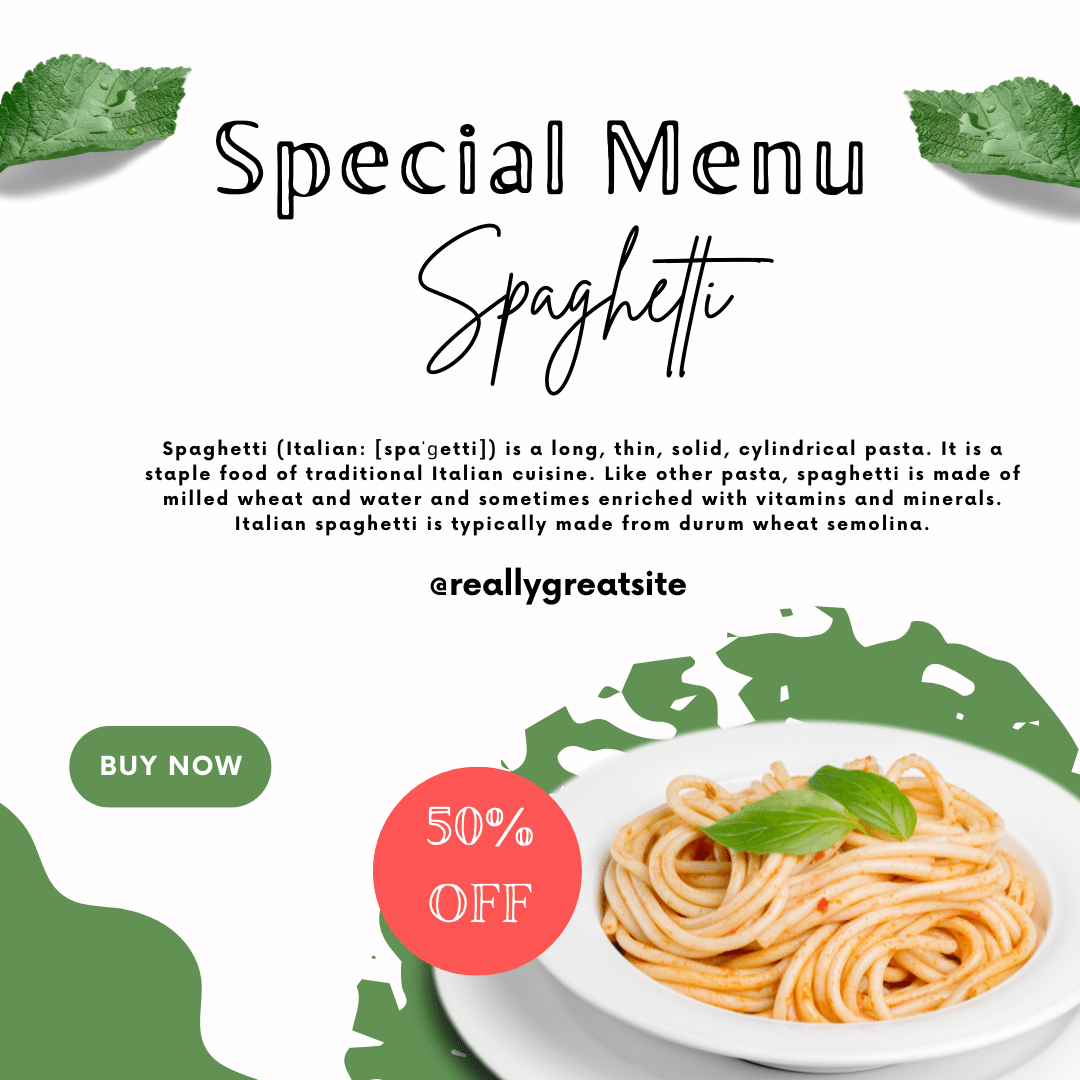 Special Menu
Spaghetti
Spaghetti (Italian: [spaˈɡetti]) is a long, thin, solid, cylindrical pasta. It is a
staple food of traditional Italian cuisine. Like other pasta, spaghetti is made of
milled wheat and water and sometimes enriched with vitamins and minerals.
Italian spaghetti is typically made from durum wheat semolina.
@reallygreatsite
BUY NOW
50%
OFF